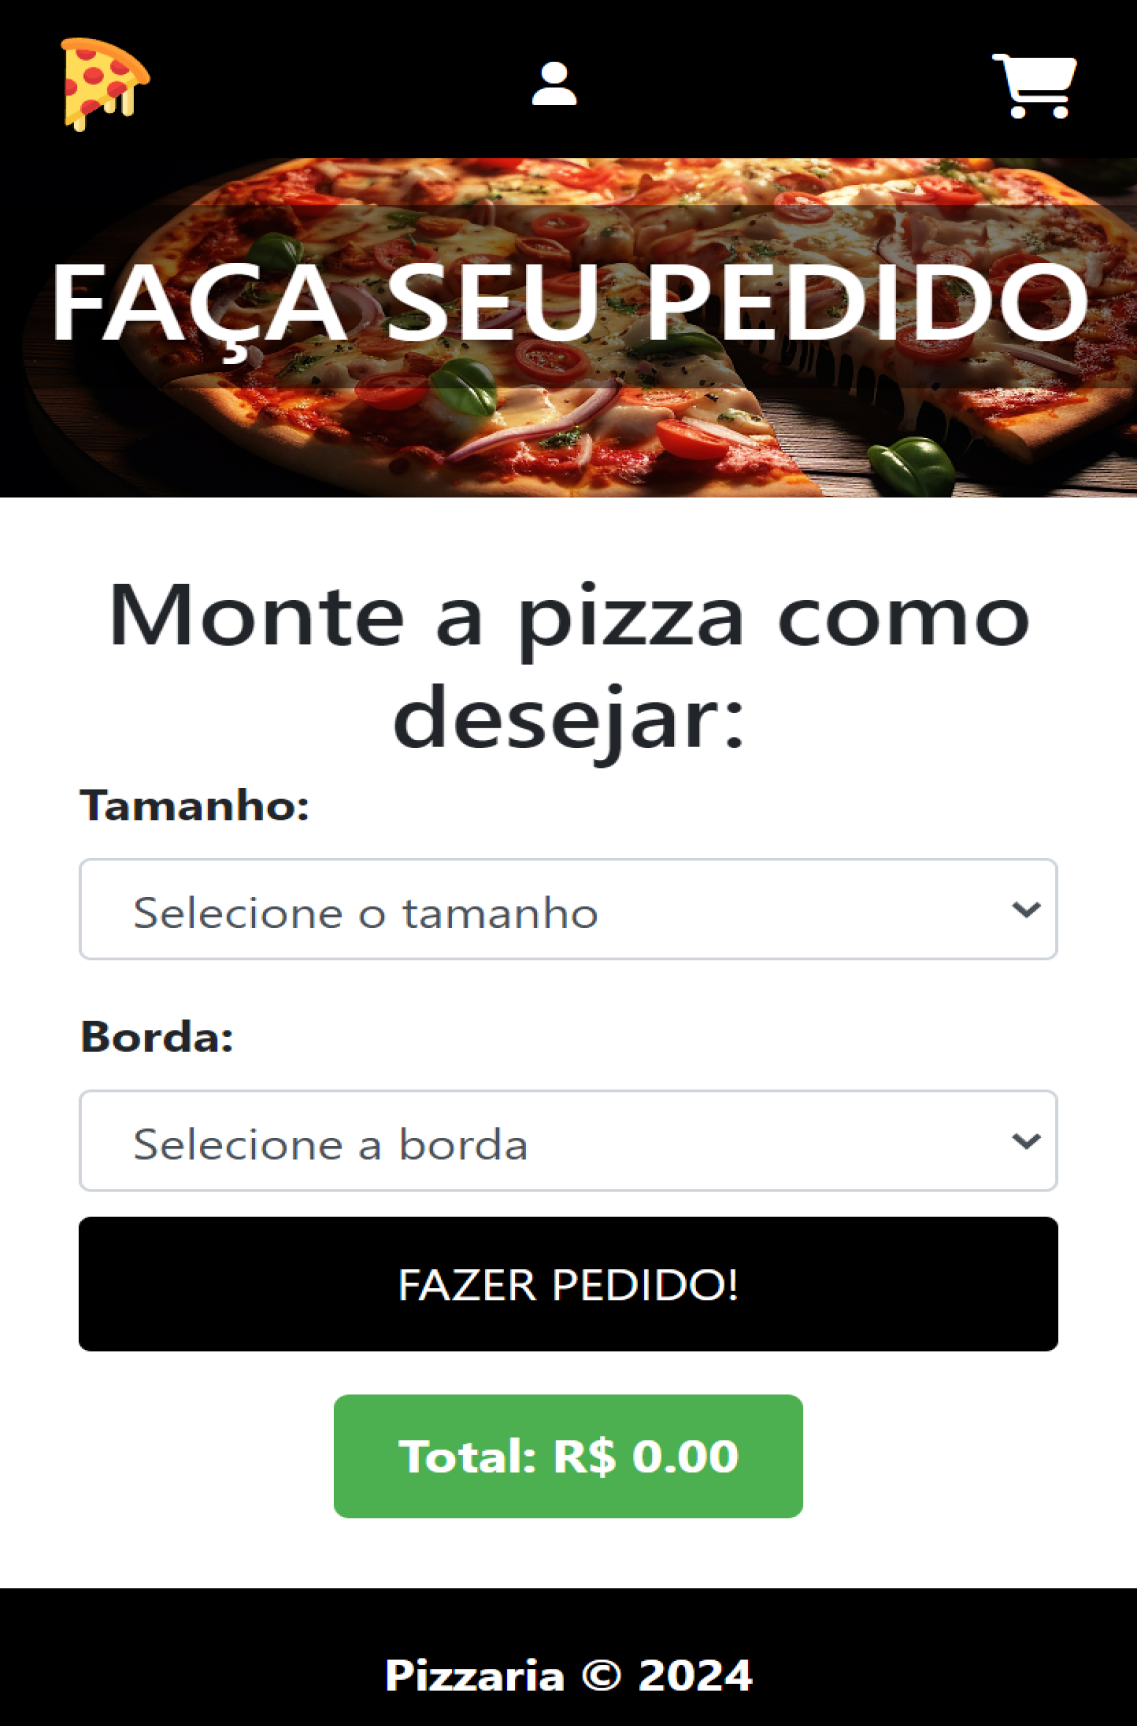 FAÇA SEU PEDIDO
Monte a pizza como
desejar:
Tamanho:
Selecione o tamanho
Borda:
Selecione a borda
FAZER PEDIDO!
Total: R$ 0.00
Pizzaria © 2024